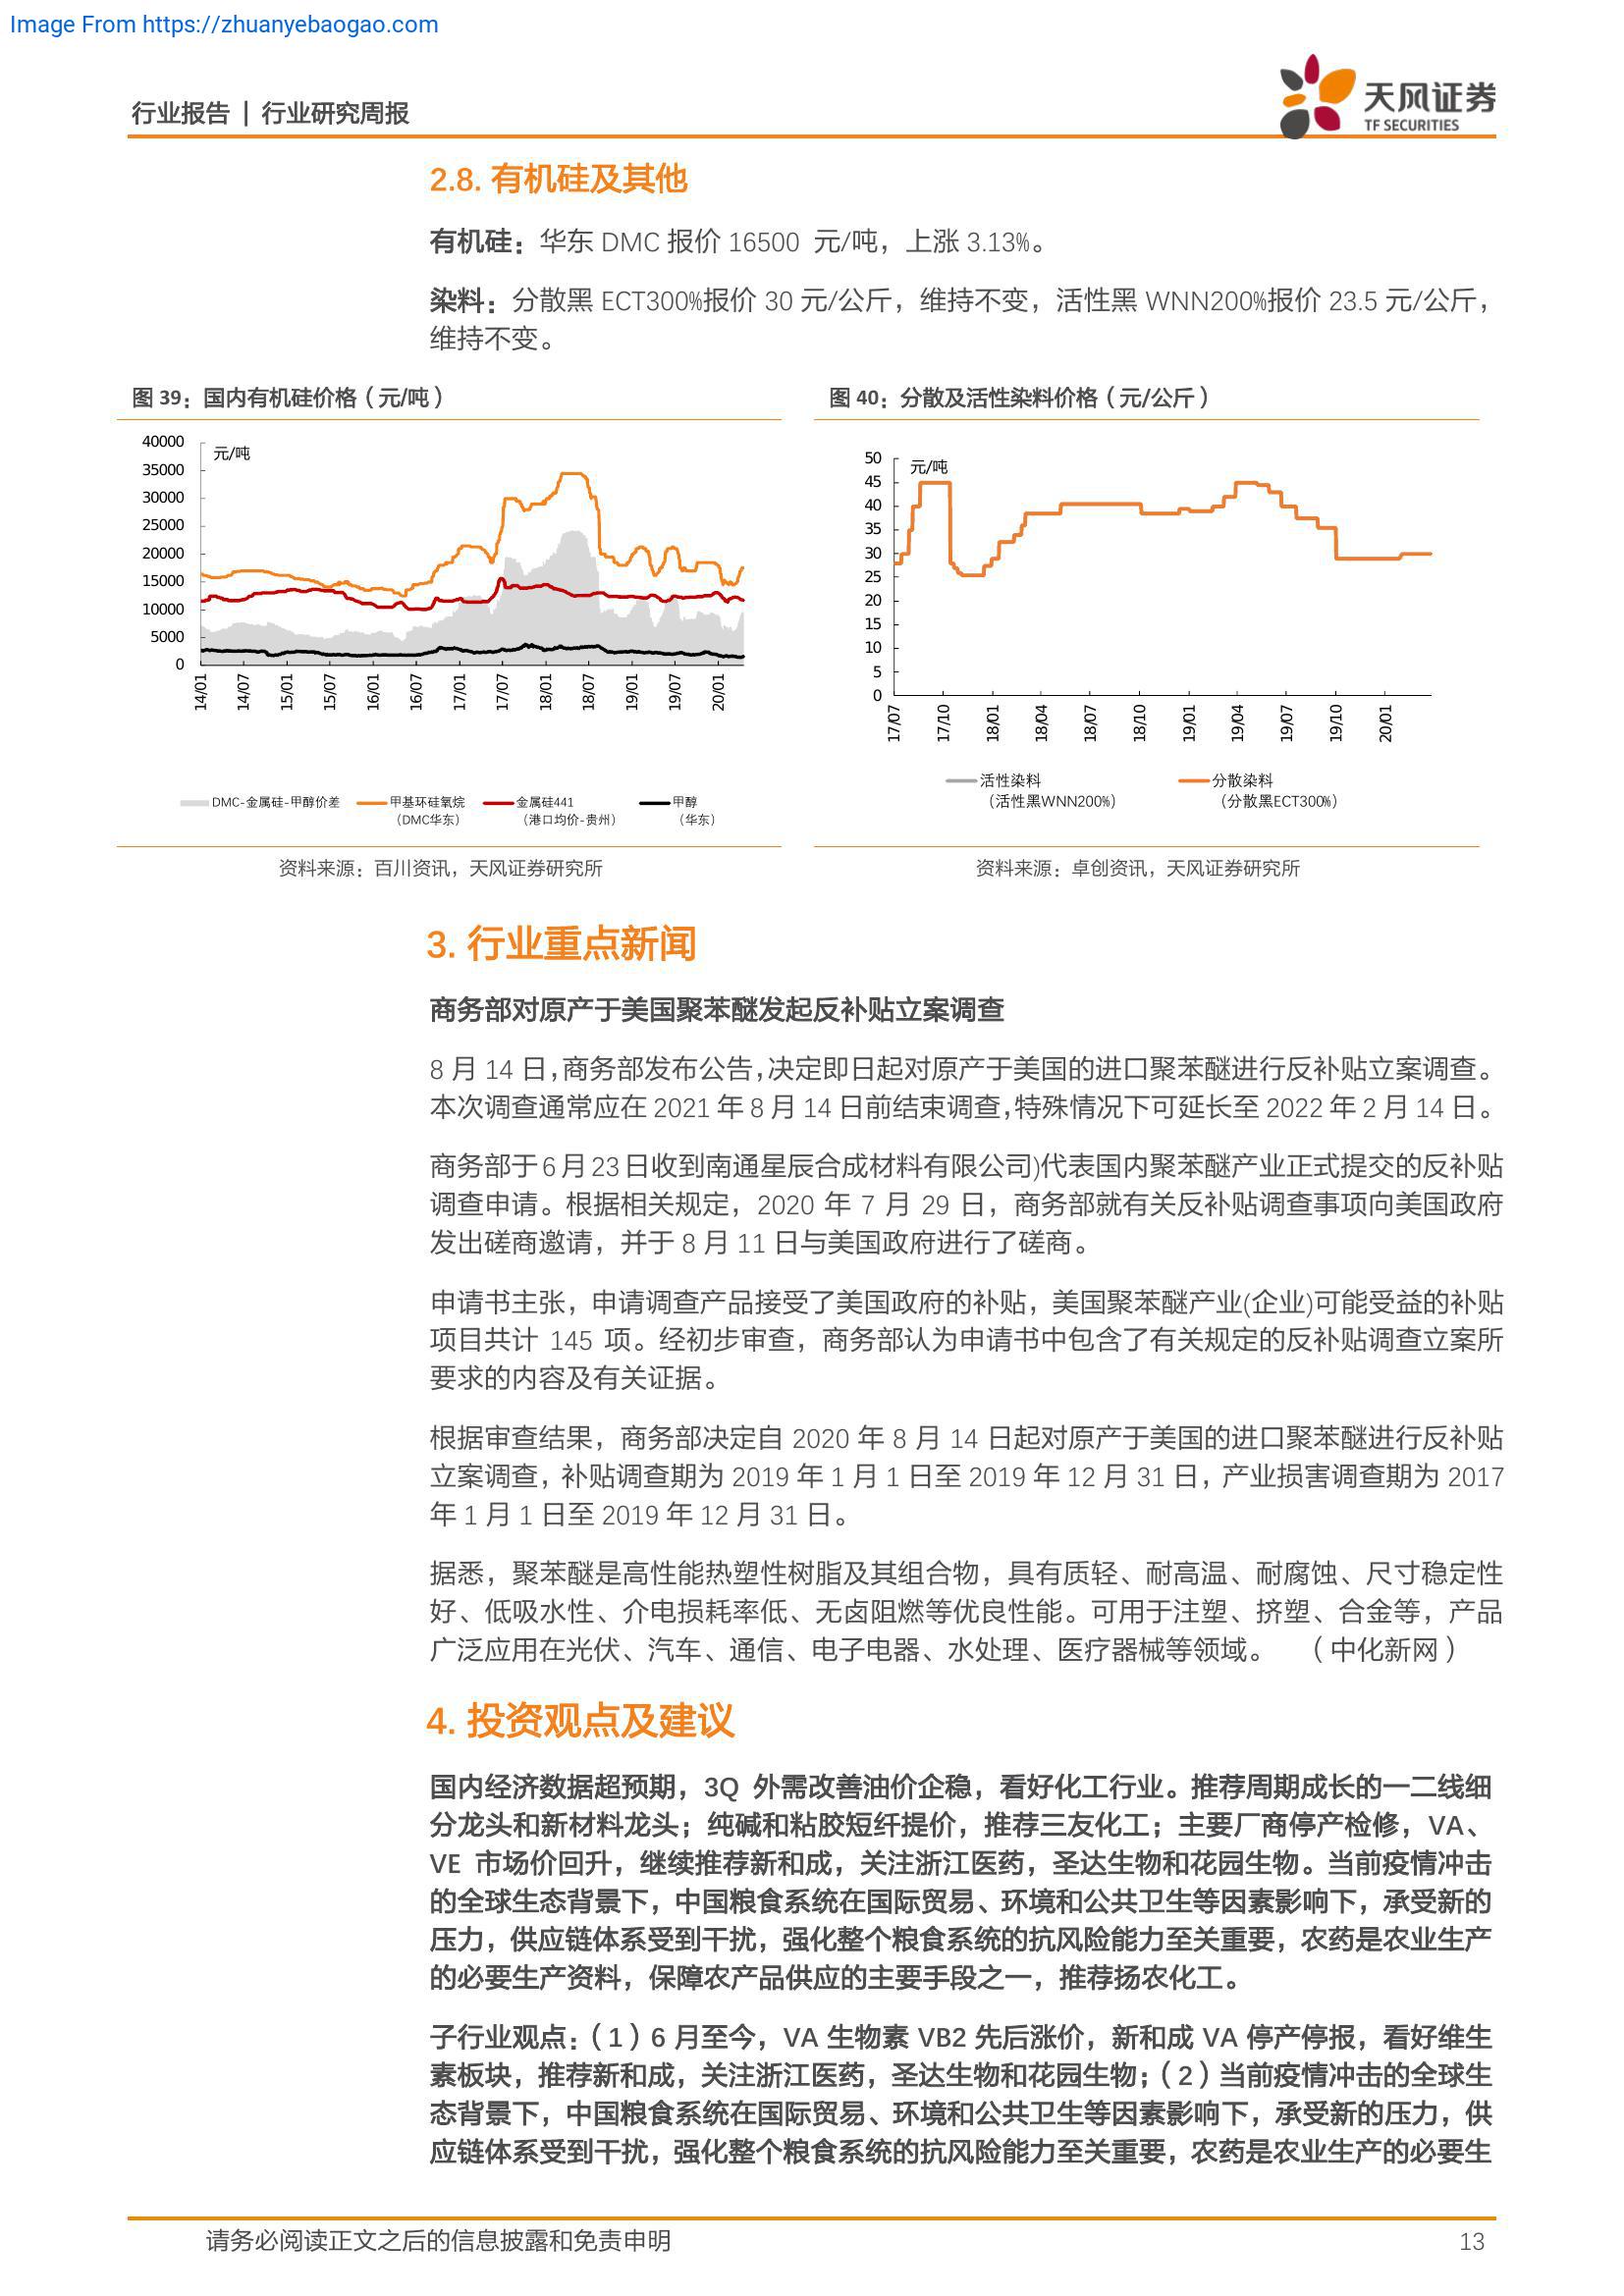 Image From https://zhuanyebaogao.com
行业报告 | 行业研究周报
天风证券
TF SECURITIES
2.8. 有机硅及其他
有机硅：华东 DMC 报价 16500 元/吨，上涨 3.13%。
染料：分散黑 ECT300%报价 30 元/公斤，维持不变，活性黑 WNN200%报价 23.5 元/公斤，
维持不变。
图 39：国内有机硅价格（元/吨）
40000
35000
30000
25000
20000
15000
10000
5000
0
元/吨
14/01
14/07
15/01
15/07
16/01
16/07
17/01
17/07
18/01
18/07
19/01
19/07
20/01
DMC-金属硅-甲醇价差
甲基环硅氧烷
（DMC华东）
金属硅441
（港口均价-贵州）
甲醇
（华东）
资料来源：百川资讯，天风证券研究所
图 40：分散及活性染料价格（元/公斤）
50
45
40
35
30
25
20
15
10
5
0
元/吨
17/07
17/10
18/01
18/04
18/07
18/10
19/01
19/04
19/07
19/10
20/01
活性染料
（活性黑WNN200%）
分散染料
（分散黑ECT300%）
资料来源：卓创资讯，天风证券研究所
3. 行业重点新闻
商务部对原产于美国聚苯醚发起反补贴立案调查
8 月 14 日,商务部发布公告,决定即日起对原产于美国的进口聚苯醚进行反补贴立案调查。
本次调查通常应在 2021 年 8 月 14 日前结束调查,特殊情况下可延长至 2022 年 2 月 14 日。
商务部于 6 月 23 日收到南通星辰合成材料有限公司)代表国内聚苯醚产业正式提交的反补贴
调查申请。根据相关规定，2020 年 7 月 29 日，商务部就有关反补贴调查事项向美国政府
发出磋商邀请，并于 8 月 11 日与美国政府进行了磋商。
申请书主张，申请调查产品接受了美国政府的补贴，美国聚苯醚产业(企业)可能受益的补贴
项目共计 145 项。经初步审查，商务部认为申请书中包含了有关规定的反补贴调查立案所
要求的内容及有关证据。
根据审查结果，商务部决定自 2020 年 8 月 14 日起对原产于美国的进口聚苯醚进行反补贴
立案调查，补贴调查期为 2019 年 1 月 1 日至 2019 年 12 月 31 日，产业损害调查期为 2017
年 1 月 1 日至 2019 年 12 月 31 日。
据悉，聚苯醚是高性能热塑性树脂及其组合物，具有质轻、耐高温、耐腐蚀、尺寸稳定性
好、低吸水性、介电损耗率低、无卤阻燃等优良性能。可用于注塑、挤塑、合金等，产品
广泛应用在光伏、汽车、通信、电子电器、水处理、医疗器械等领域。 （中化新网）
4. 投资观点及建议
国内经济数据超预期，3Q 外需改善油价企稳，看好化工行业。推荐周期成长的一二线细
分龙头和新材料龙头；纯碱和粘胶短纤提价，推荐三友化工；主要厂商停产检修，VA、
VE 市场价回升，继续推荐新和成，关注浙江医药，圣达生物和花园生物。当前疫情冲击
的全球生态背景下，中国粮食系统在国际贸易、环境和公共卫生等因素影响下，承受新的
压力，供应链体系受到干扰，强化整个粮食系统的抗风险能力至关重要，农药是农业生产
的必要生产资料，保障农产品供应的主要手段之一，推荐扬农化工。
子行业观点：（1）6 月至今，VA 生物素 VB2 先后涨价，新和成 VA 停产停报，看好维生
素板块，推荐新和成，关注浙江医药，圣达生物和花园生物；（2）当前疫情冲击的全球生
态背景下，中国粮食系统在国际贸易、环境和公共卫生等因素影响下，承受新的压力，供
应链体系受到干扰，强化整个粮食系统的抗风险能力至关重要，农药是农业生产的必要生
请务必阅读正文之后的信息披露和免责申明
13